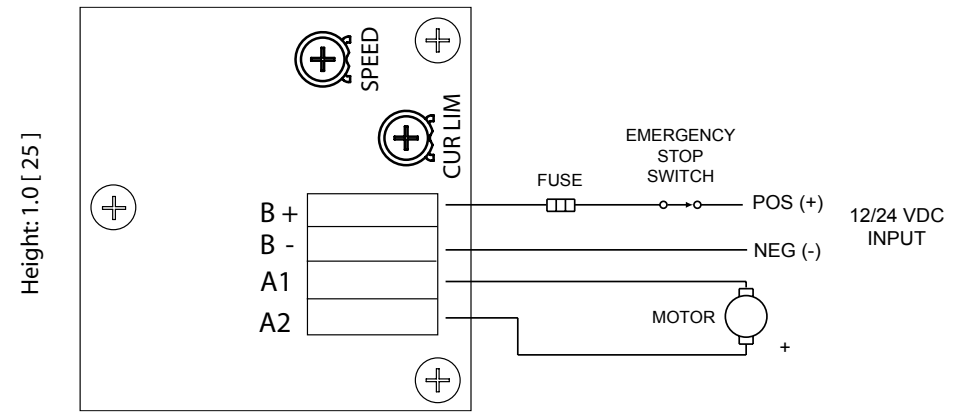 Height: 1.0 [ 25 ]
SPEED
CUR LIM
B +
B -
A1
A2
FUSE
EMERGENCY
STOP
SWITCH
POS (+)
NEG (-)
12/24 VDC
INPUT
MOTOR
+